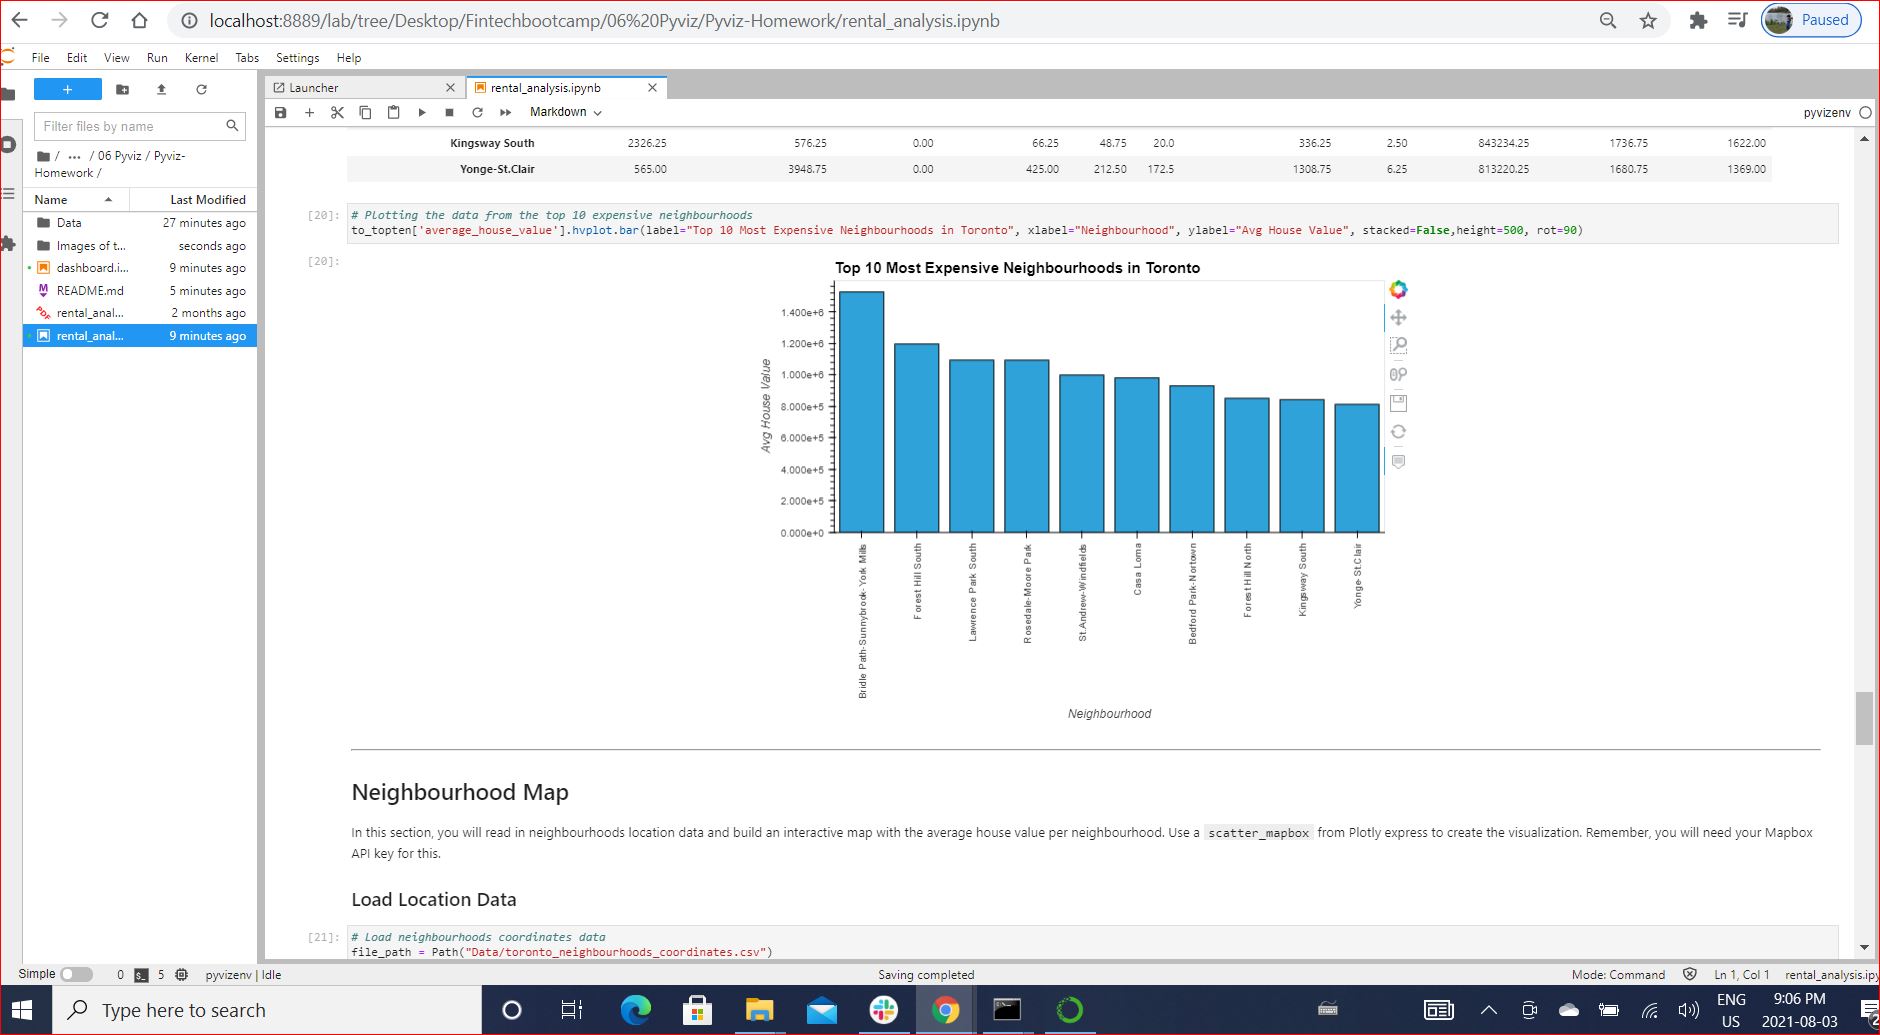 localhost:8889/lab/tree/Desktop/Fintechbootcamp/06%20Pyviz/Pyviz-Homework/rental_analysis.ipynb
Paused
File Edit View Run Kernel Tabs Settings Help
+
Launcher
rental_analysis.ipynb
Filter files by name
Markdown
pyvizenv
/ ... / 06 Pyviz / Pyviz-
Homework /
Name Last Modified
Data 27 minutes ago
Images of t... seconds ago
dashboard.i... 9 minutes ago
README.md 5 minutes ago
rental_anal... 2 months ago
rental_anal... 9 minutes ago
Kingsway South 2326.25 576.25 0.00 66.25 48.75 20.0 336.25 2.50 843234.25 1736.75 1622.00
Yonge-St.Clair 565.00 3948.75 0.00 425.00 212.50 172.5 1308.75 6.25 813220.25 1680.75 1369.00
[20]: # Plotting the data from the top 10 expensive neighbourhoods
to_topten['average_house_value'].hvplot.bar(label="Top 10 Most Expensive Neighbourhoods in Toronto", xlabel="Neighbourhood", ylabel="Avg House Value", stacked=False,height=500, rot=90)
[20]:
Top 10 Most Expensive Neighbourhoods in Toronto
Avg House Value
1.400e+6
1.200e+6
1.000e+6
8.000e+5
6.000e+5
4.000e+5
2.000e+5
0.000e+0
Bridle Path-Sunnybrook-York Mills
Forest Hill South
Lawrence Park South
Rosedale-Moore Park
St.Andrew-Windfields
Casa Loma
Bedford Park-Nortown
Forest Hill North
Kingsway South
Yonge-St.Clair
Neighbourhood
Neighbourhood Map
In this section, you will read in neighbourhoods location data and build an interactive map with the average house value per neighbourhood. Use a scatter_mapbox from Plotly express to create the visualization. Remember, you will need your Mapbox
API key for this.
Load Location Data
[21]: # Load neighbourhoods coordinates data
file_path = Path("Data/toronto_neighbourhoods_coordinates.csv")
Simple 0 5 pyvizenv | Idle Saving completed Mode: Command Ln 1, Col 1 rental_analysis.ipy
Type here to search
ENG
US
9:06 PM
2021-08-03
2